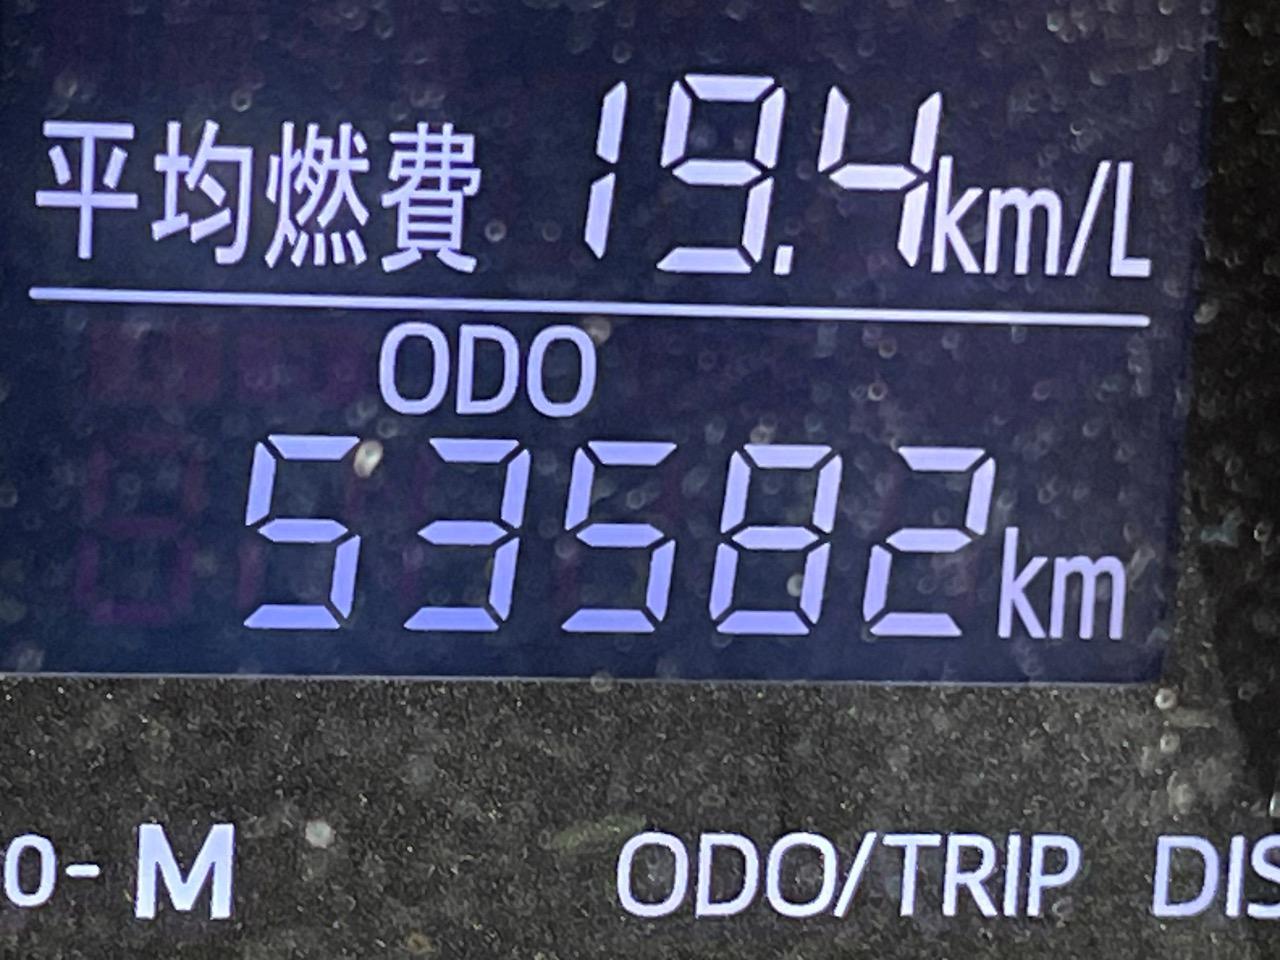 平均燃費 19.4km/L
ODO
53582km
0- M ODO/TRIP DIS